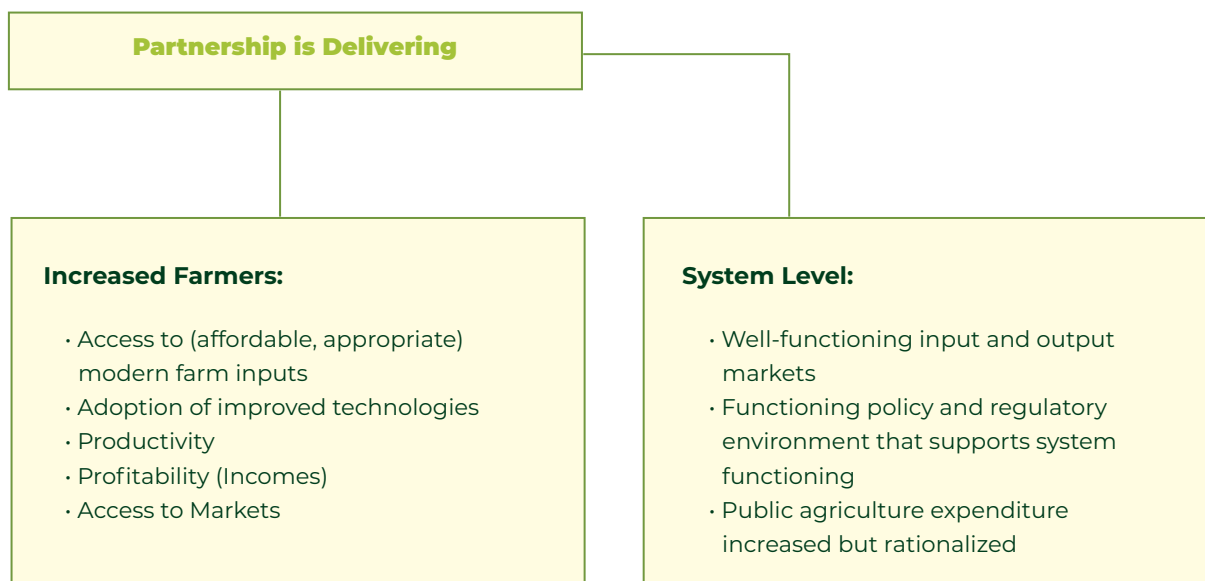 Partnership is Delivering
Increased Farmers:
• Access to (affordable, appropriate)
modern farm inputs
• Adoption of improved technologies
• Productivity
• Profitability (Incomes)
• Access to Markets
System Level:
• Well-functioning input and output
markets
• Functioning policy and regulatory
environment that supports system
functioning
• Public agriculture expenditure
increased but rationalized